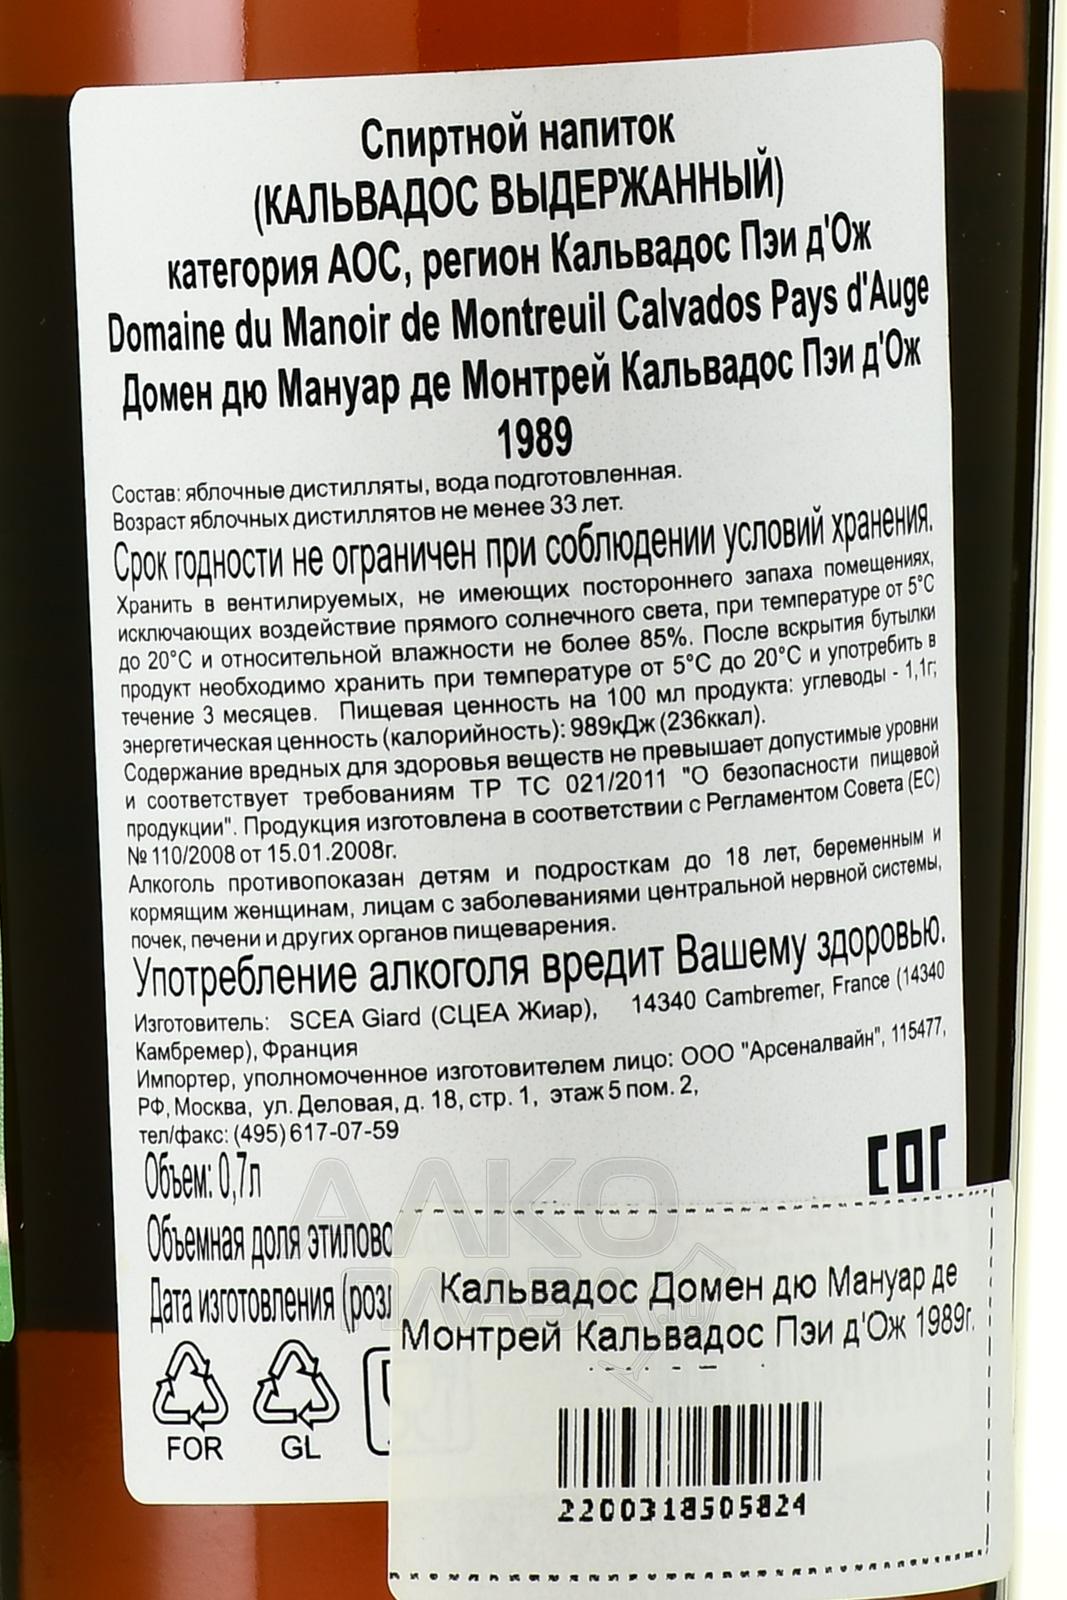 Спиртной напиток
(КАЛЬВАДОС ВЫДЕРЖАННЫЙ)
категория АОС, регион Кальвадос Пэи д'Ож
Domaine du Manoir de Montreuil Calvados Pays d'Auge
Домен дю Мануар де Монтрей Кальвадос Пэи д'Ож
1989
Состав: яблочные дистилляты, вода подготовленная.
Возраст яблочных дистиллятов не менее 33 лет.
Срок годности не ограничен при соблюдении условий хранения.
Хранить в вентилируемых, не имеющих постороннего запаха помещениях,
исключающих воздействие прямого солнечного света, при температуре от 5°С
до 20°С и относительной влажности не более 85%. После вскрытия бутылки
продукт необходимо хранить при температуре от 5°С до 20°С и употребить в
течение 3 месяцев. Пищевая ценность на 100 мл продукта: углеводы - 1,1г;
энергетическая ценность (калорийность): 989кДж (236ккал).
Содержание вредных для здоровья веществ не превышает допустимые уровни
и соответствует требованиям ТР ТС 021/2011 "О безопасности пищевой
продукции". Продукция изготовлена в соответствии с Регламентом Совета (ЕС)
№ 110/2008 от 15.01.2008г.
Алкоголь противопоказан детям и подросткам до 18 лет, беременным и
кормящим женщинам, лицам с заболеваниями центральной нервной системы,
почек, печени и других органов пищеварения.
Употребление алкоголя вредит Вашему здоровью.
Изготовитель: SCEA Giard (СЦЕА Жиар), 14340 Cambremer, France (14340
Камбремер), Франция
Импортер, уполномоченное изготовителем лицо: ООО "Арсеналвайн", 115477,
РФ, Москва, ул. Деловая, д. 18, стр. 1, этаж 5 пом. 2,
тел/факс: (495) 617-07-59
Объем: 0,7л
Объемная доля этилово
Дата изготовления (роз
FOR GL
АЛКО
ПЛАЗА
Кальвадос Домен дю Мануар де
Монтрей Кальвадос Пэи д'Ож 1989г.
2200318505824